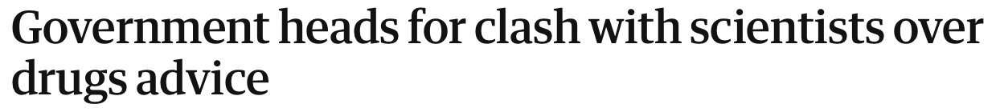 Government heads for clash with scientists over
drugs advice